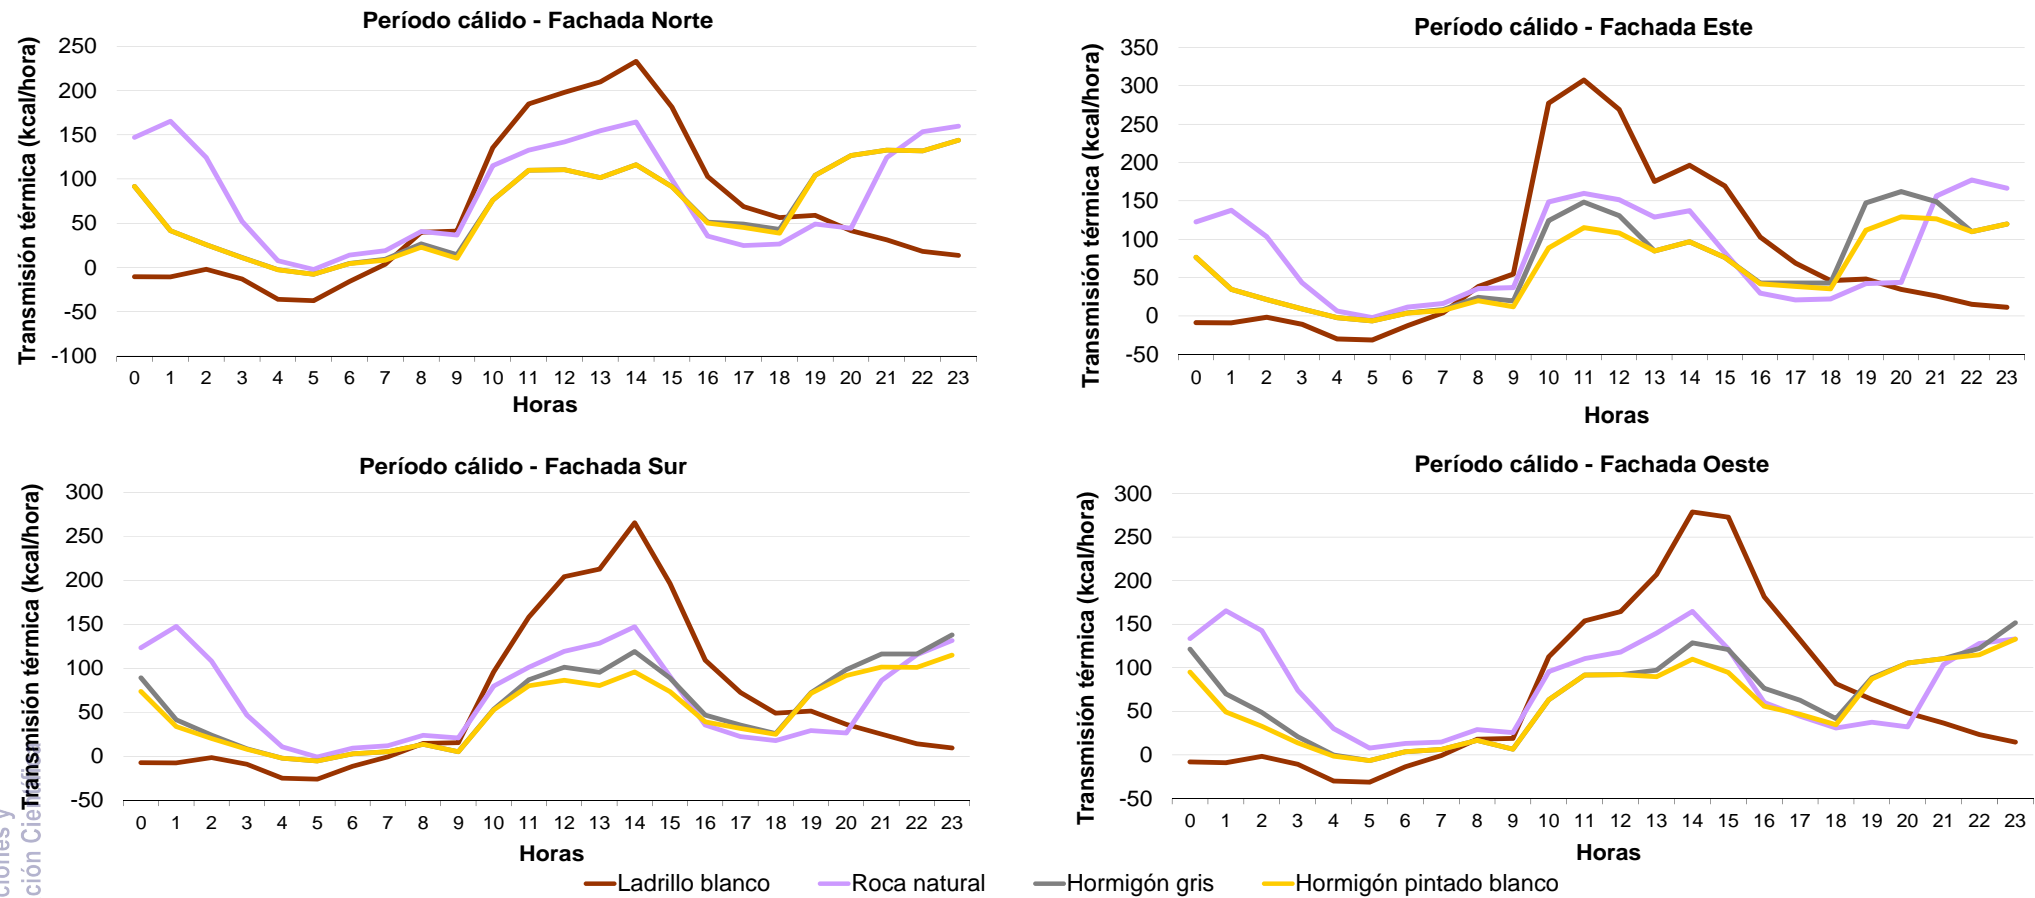 Período cálido - Fachada Norte
Transmisión térmica (kcal/hora)
250
200
150
100
50
0
-50
-100
0 1 2 3 4 5 6 7 8 9 10 11 12 13 14 15 16 17 18 19 20 21 22 23
Horas
Período cálido - Fachada Este
Transmisión térmica (kcal/hora)
350
300
250
200
150
100
50
0
-50
0 1 2 3 4 5 6 7 8 9 10 11 12 13 14 15 16 17 18 19 20 21 22 23
Horas
Período cálido - Fachada Sur
Transmisión térmica (kcal/hora)
300
250
200
150
100
50
0
-50
0 1 2 3 4 5 6 7 8 9 10 11 12 13 14 15 16 17 18 19 20 21 22 23
Horas
Período cálido - Fachada Oeste
Transmisión térmica (kcal/hora)
300
250
200
150
100
50
0
-50
0 1 2 3 4 5 6 7 8 9 10 11 12 13 14 15 16 17 18 19 20 21 22 23
Horas
Ladrillo blanco Roca natural Hormigón gris Hormigón pintado blanco
ciones y
ción